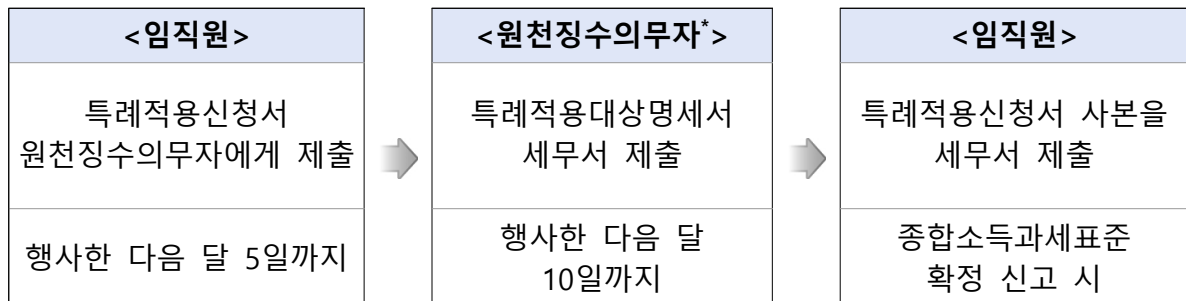 <임직원>
특례적용신청서
원천징수의무자에게 제출
행사한 다음 달 5일까지
<원천징수의무자*>
특례적용대상명세서
세무서 제출
행사한 다음 달
10일까지
<임직원>
특례적용신청서 사본을
세무서 제출
종합소득과세표준
확정 신고 시